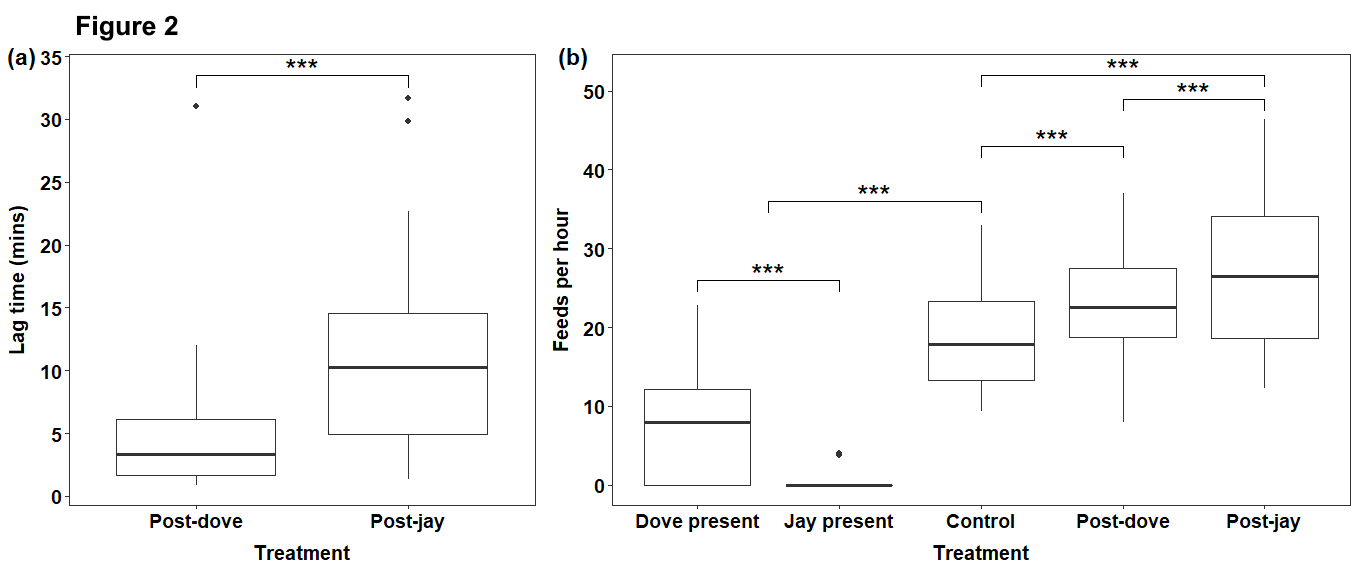 Figure 2
(a)
35
30
25
20
15
10
5
0
Lag time (mins)
***
Post-dove Post-jay
Treatment
(b)
50
40
30
20
10
0
Feeds per hour
***
***
***
***
***
Dove present Jay present Control Post-dove Post-jay
Treatment